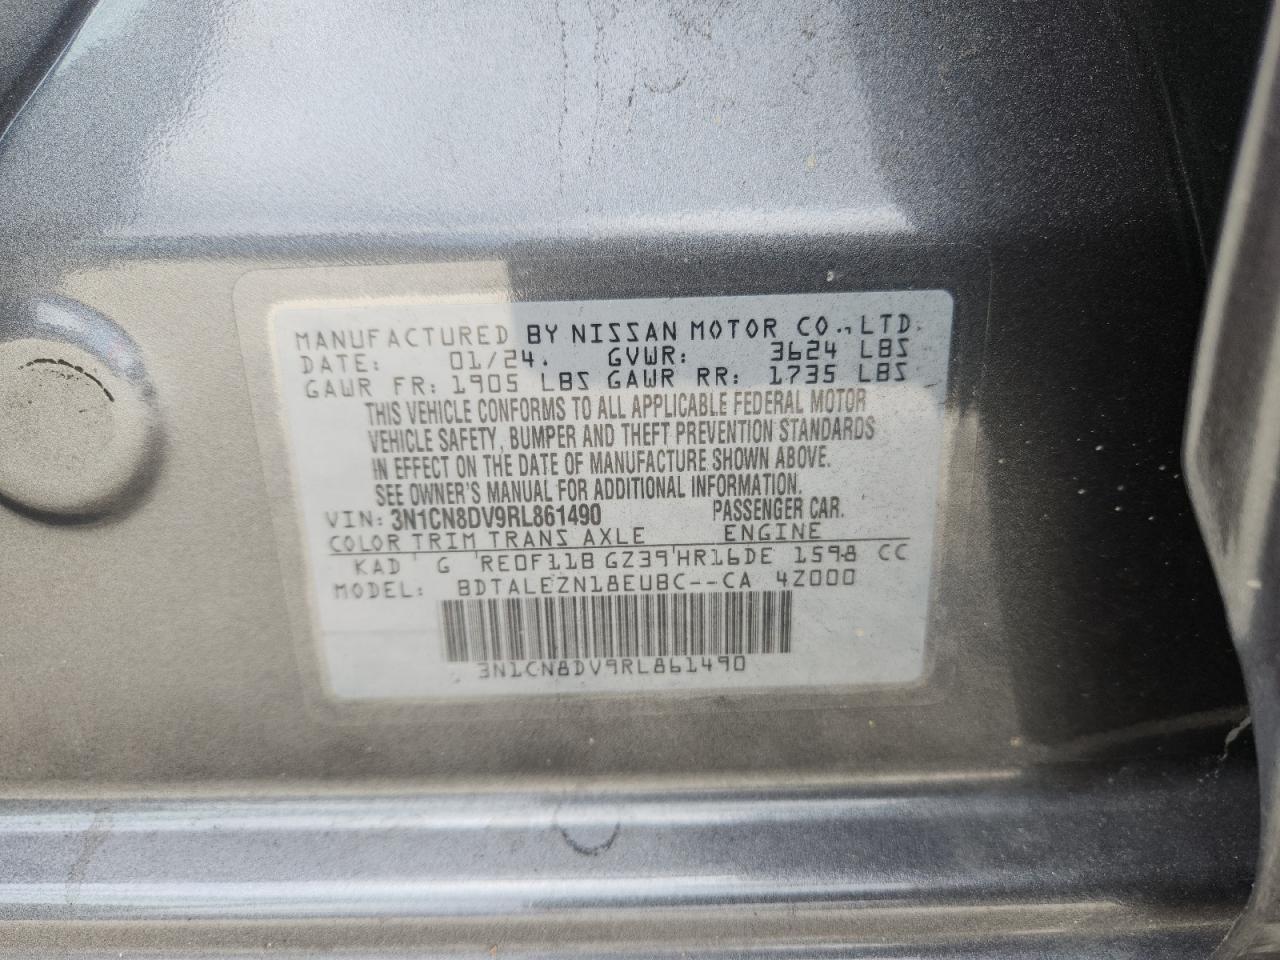 MANUFACTURED BY NISSAN MOTOR CO., LTD.
DATE: 01/24. GVWR: 3624 LBS
GAWR FR: 1905 LBS GAWR RR: 1735 LBS
THIS VEHICLE CONFORMS TO ALL APPLICABLE FEDERAL MOTOR
VEHICLE SAFETY, BUMPER AND THEFT PREVENTION STANDARDS
IN EFFECT ON THE DATE OF MANUFACTURE SHOWN ABOVE.
SEE OWNER'S MANUAL FOR ADDITIONAL INFORMATION.
VIN: 3N1CN8DV9RL861490 PASSENGER CAR.
COLOR TRIM TRANS AXLE ENGINE
KAD G RE0F11B GZ39 HR16DE 1598 CC
MODEL: BDTALEZN18EUBC--CA 4Z000
3N1CN8DV9RL861490